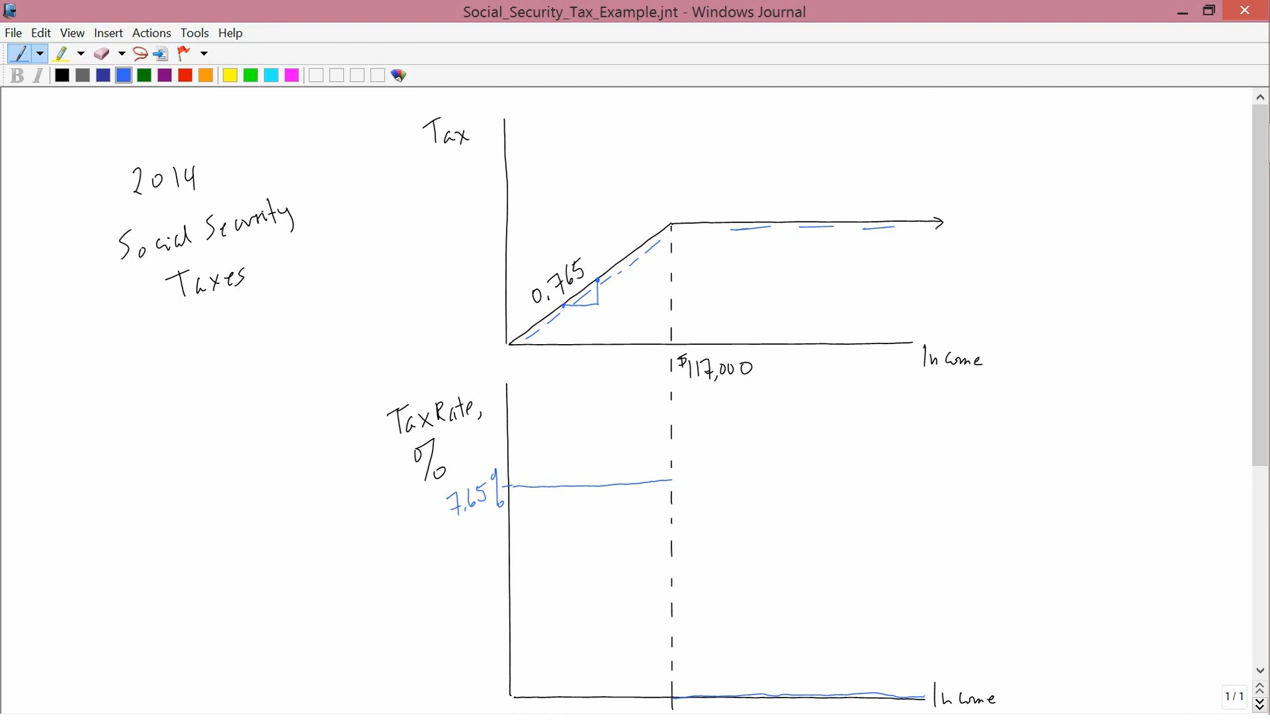 Social_Security_Tax_Example.jnt - Windows Journal
File Edit View Insert Actions Tools Help
B I
2014
Social Security
Taxes
Tax
0.765
$117,000
Income
Tax Rate,
%
7.65%
Income
1/1